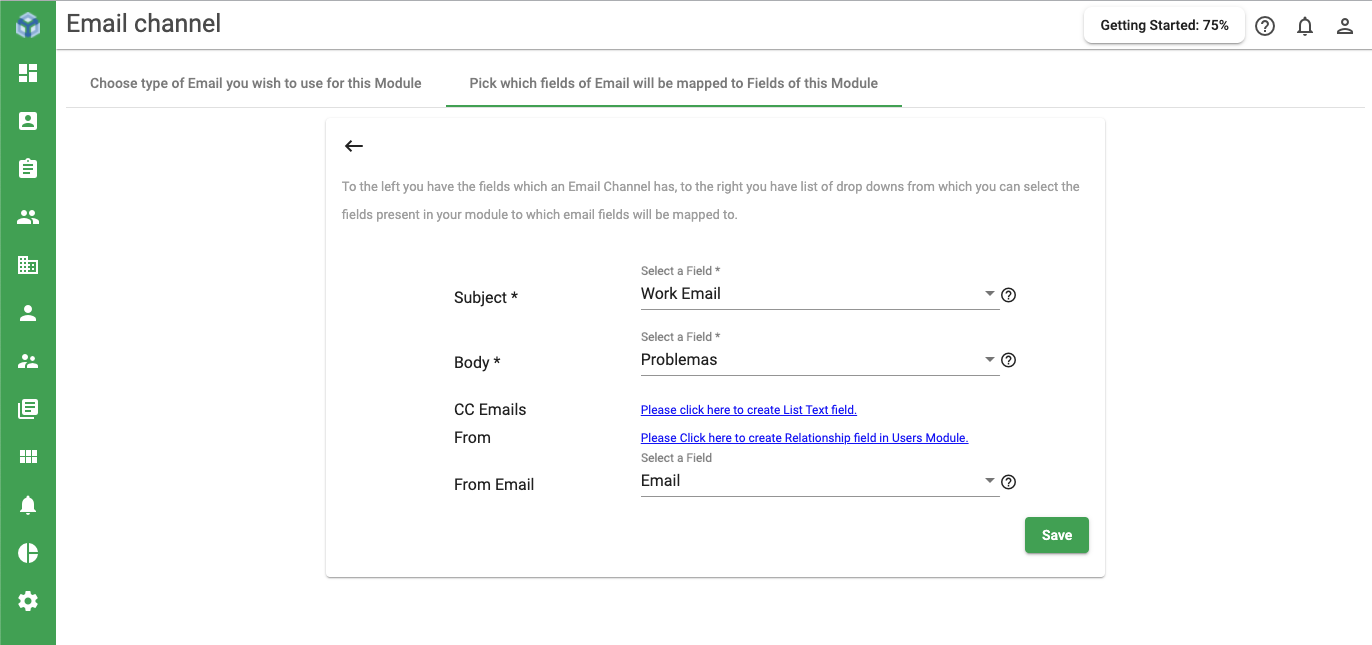 Email channel
Getting Started: 75%
Choose type of Email you wish to use for this Module
Pick which fields of Email will be mapped to Fields of this Module
To the left you have the fields which an Email Channel has, to the right you have list of drop downs from which you can select the
fields present in your module to which email fields will be mapped to.
Select a Field *
Subject *
Work Email
Select a Field *
Body *
Problemas
CC Emails
Please click here to create List Text field.
From
Please Click here to create Relationship field in Users Module.
Select a Field
From Email
Email
Save